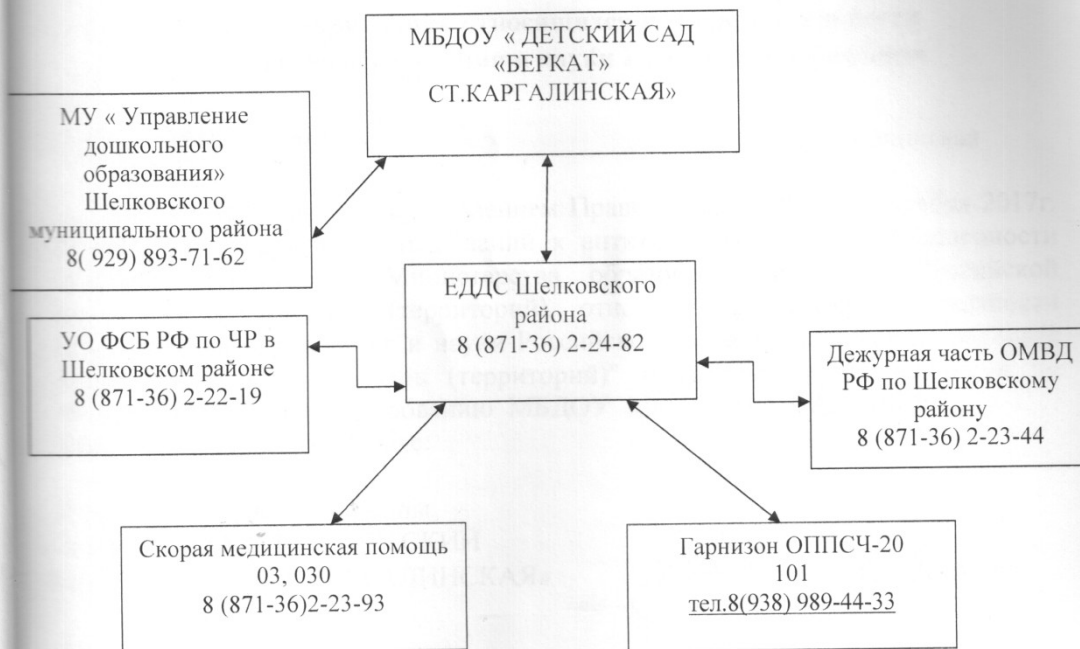 МБДОУ « ДЕТСКИЙ САД
«БЕРКАТ»
СТ.КАРГАЛИНСКАЯ»
МУ « Управление
дошкольного
образования»
Шелковского
муниципального района
8( 929) 893-71-62
ЕДДС Шелковского
района
8 (871-36) 2-24-82
УО ФСБ РФ по ЧР в
Шелковском районе
8 (871-36) 2-22-19
Дежурная часть ОМВД
РФ по Шелковскому
району
8 (871-36) 2-23-44
Скорая медицинская помощь
03, 030
8 (871-36)2-23-93
Гарнизон ОППСЧ-20
101
тел.8(938) 989-44-33